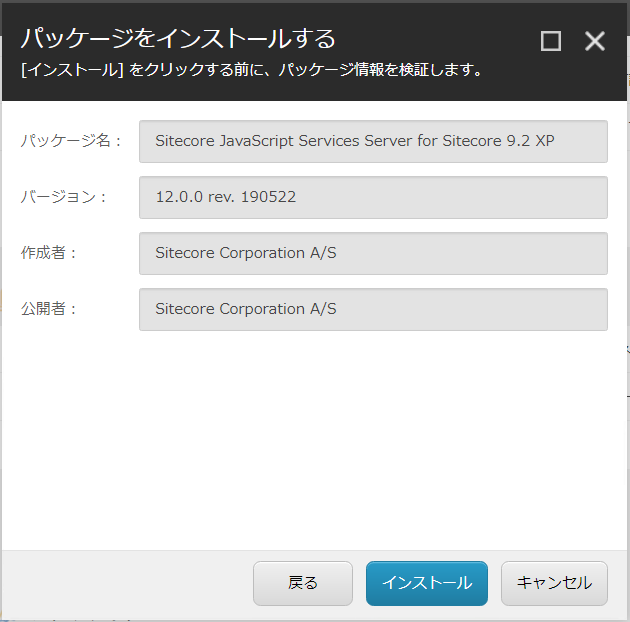 パッケージをインストールする
[インストール] をクリックする前に、パッケージ情報を検証します。
パッケージ名： Sitecore JavaScript Services Server for Sitecore 9.2 XP
バージョン： 12.0.0 rev. 190522
作成者： Sitecore Corporation A/S
公開者： Sitecore Corporation A/S
戻る インストール キャンセル